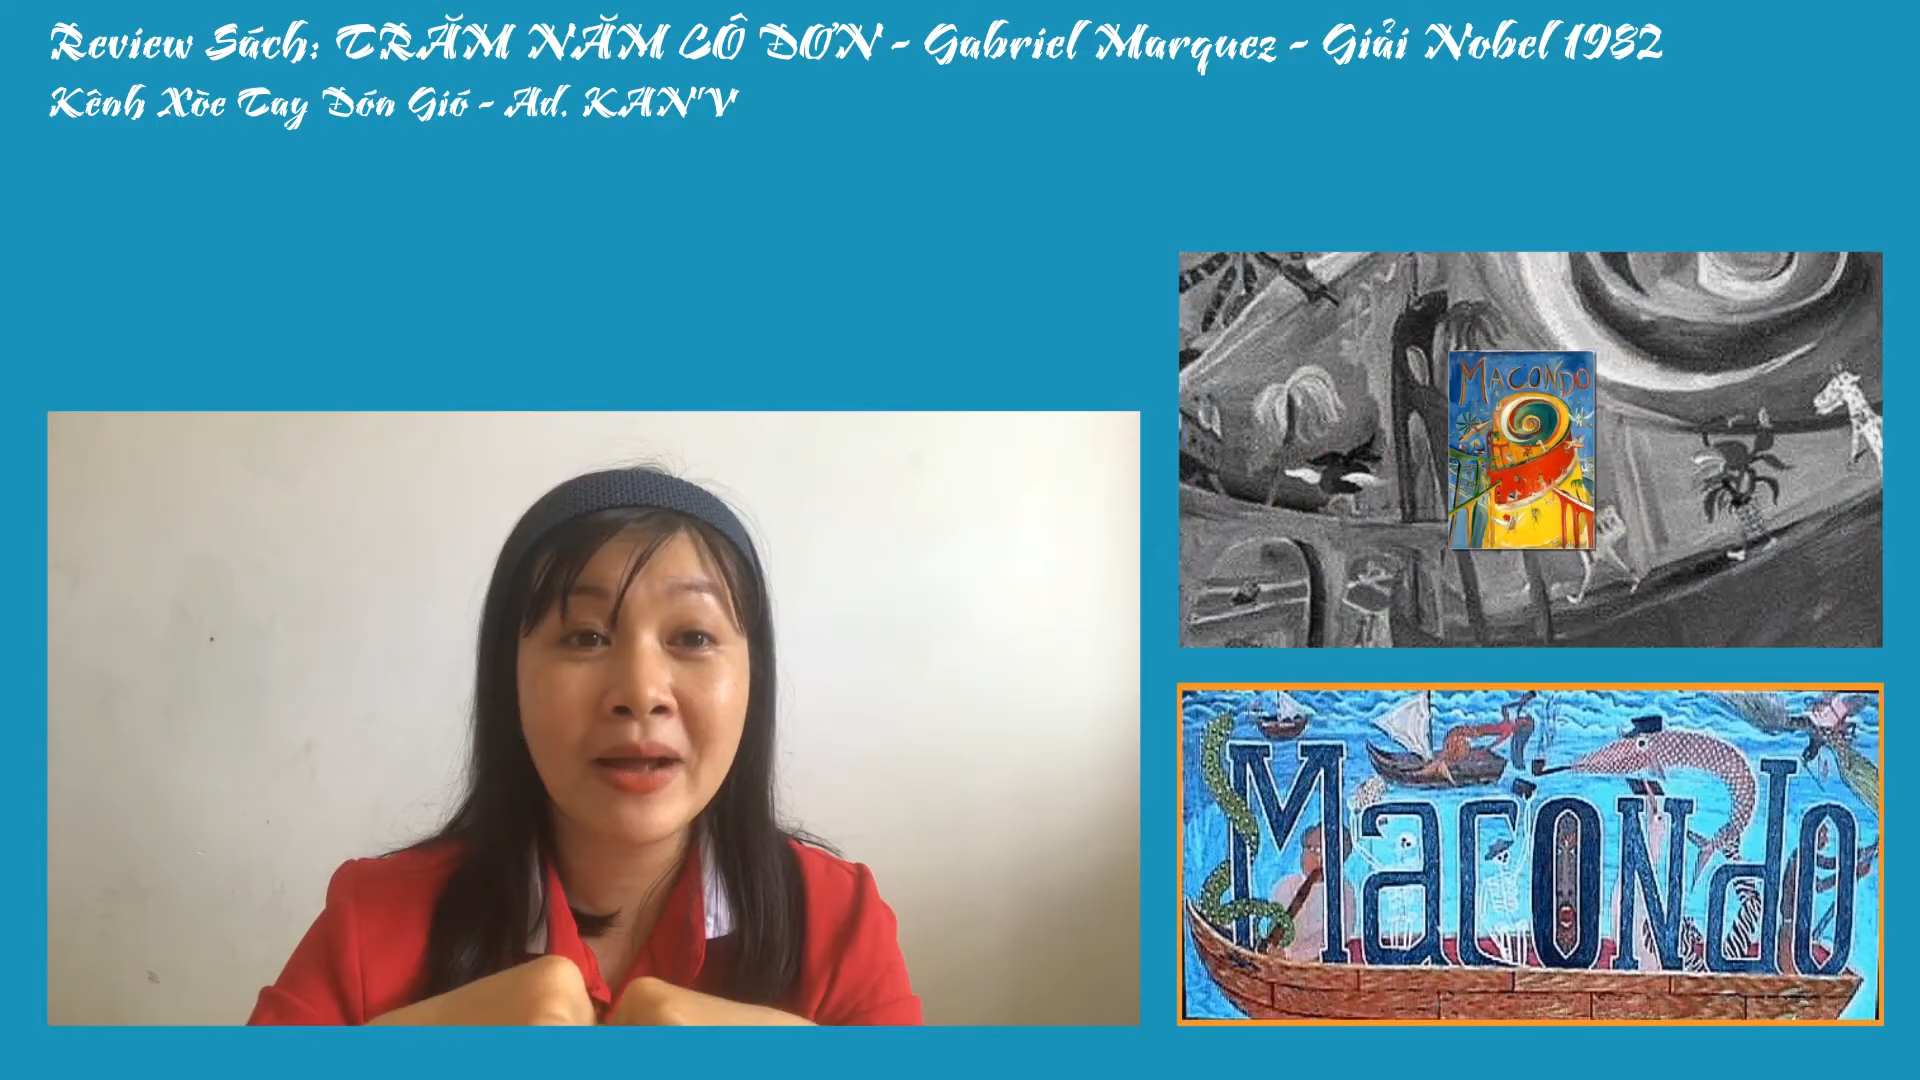 Review Sách: TRĂM NĂM CÔ ĐƠN - Gabriel Marquez - Giải Nobel 1982
Kênh Xòe Tay Đón Gió - Ad. KAN'V
MACONDO
Macondo